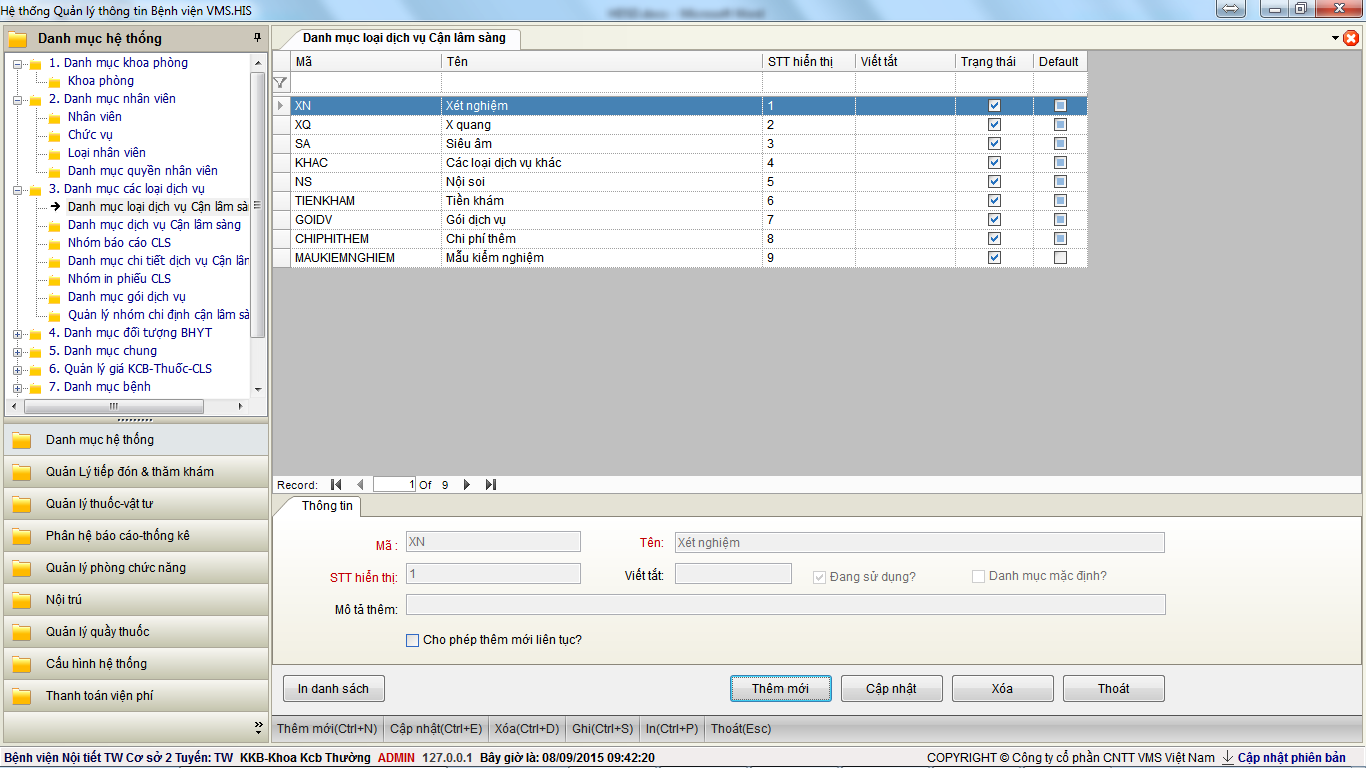 Hệ thống Quản lý thông tin Bệnh viện VMS.HIS
Danh mục hệ thống
1. Danh mục khoa phòng
Khoa phòng
2. Danh mục nhân viên
Nhân viên
Chức vụ
Loại nhân viên
Danh mục quyền nhân viên
3. Danh mục các loại dịch vụ
Danh mục loại dịch vụ Cận lâm sà
Danh mục dịch vụ Cận lâm sàng
Nhóm báo cáo CLS
Danh mục chi tiết dịch vụ Cận lân
Nhóm in phiếu CLS
Danh mục gói dịch vụ
Quản lý nhóm chỉ định cận lâm sà
4. Danh mục đối tượng BHYT
5. Danh mục chung
6. Quản lý giá KCB-Thuốc-CLS
7. Danh mục bệnh
Danh mục hệ thống
Quản Lý tiếp đón & thăm khám
Quản lý thuốc-vật tư
Phân hệ báo cáo-thống kê
Quản lý phòng chức năng
Nội trú
Quản lý quầy thuốc
Cấu hình hệ thống
Thanh toán viện phí
Danh mục loại dịch vụ Cận lâm sàng
Mã Tên STT hiển thị Viết tắt Trạng thái Default
XN Xét nghiệm 1
XQ X quang 2
SA Siêu âm 3
KHAC Các loại dịch vụ khác 4
NS Nội soi 5
TIENKHAM Tiền khám 6
GOIDV Gói dịch vụ 7
CHIPHITHEM Chi phí thêm 8
MAUKIEMNGHIEM Mẫu kiểm nghiệm 9
Record: 1 Of 9
Thông tin
Mã : XN Tên: Xét nghiệm
STT hiển thị: 1 Viết tắt: Đang sử dụng? Danh mục mặc định?
Mô tả thêm:
Cho phép thêm mới liên tục?
In danh sách Thêm mới Cập nhật Xóa Thoát
Thêm mới(Ctrl+N) Cập nhật(Ctrl+E) Xóa(Ctrl+D) Ghi(Ctrl+S) In(Ctrl+P) Thoát(Esc)
Bệnh viện Nội tiết TW Cơ sở 2 Tuyến: TW KKB-Khoa Kcb Thường ADMIN 127.0.0.1 Bây giờ là: 08/09/2015 09:42:20 COPYRIGHT © Công ty cổ phần CNTT VMS Việt Nam Cập nhật phiên bản